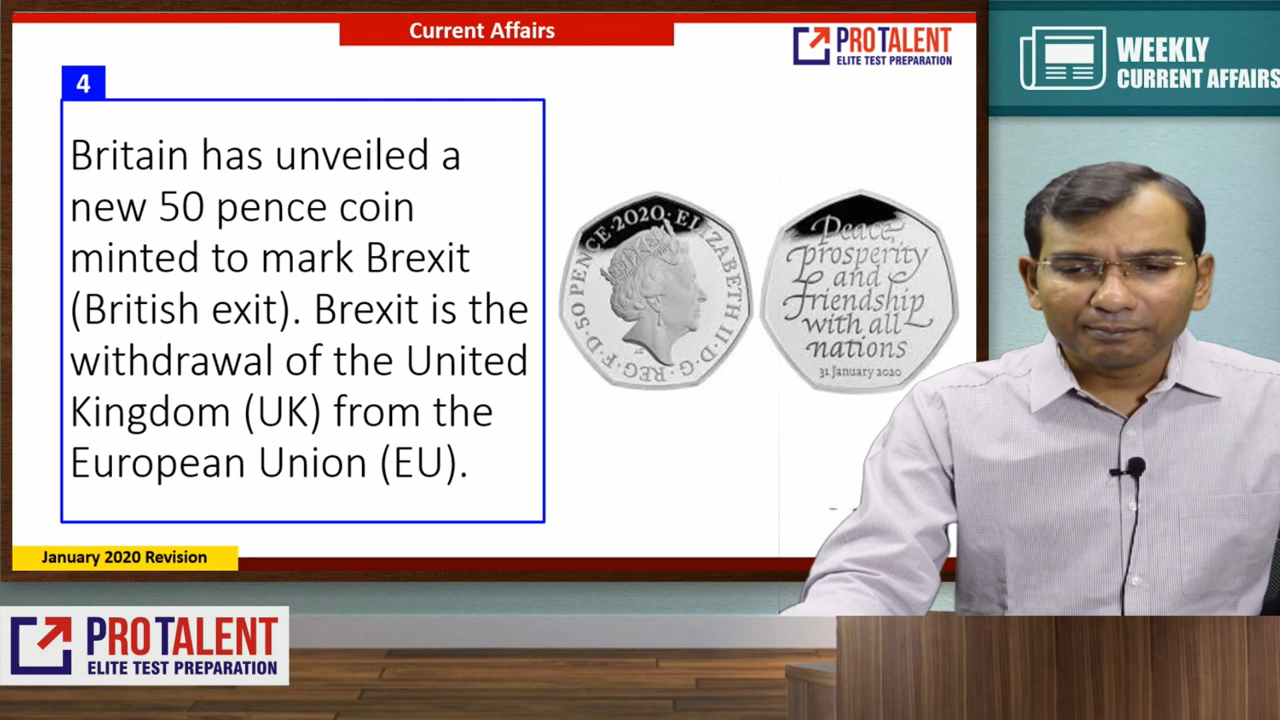 Current Affairs
PROTALENT
ELITE TEST PREPARATION
WEEKLY
CURRENT AFFAIRS
4
Britain has unveiled a
new 50 pence coin
minted to mark Brexit
(British exit). Brexit is the
withdrawal of the United
Kingdom (UK) from the
European Union (EU).
50 PENCE·2020·ELIZABETH II·D·G·REG·F·D·
Peace,
prosperity
and
friendship
with all
nations
31 January 2020
January 2020 Revision
PROTALENT
ELITE TEST PREPARATION